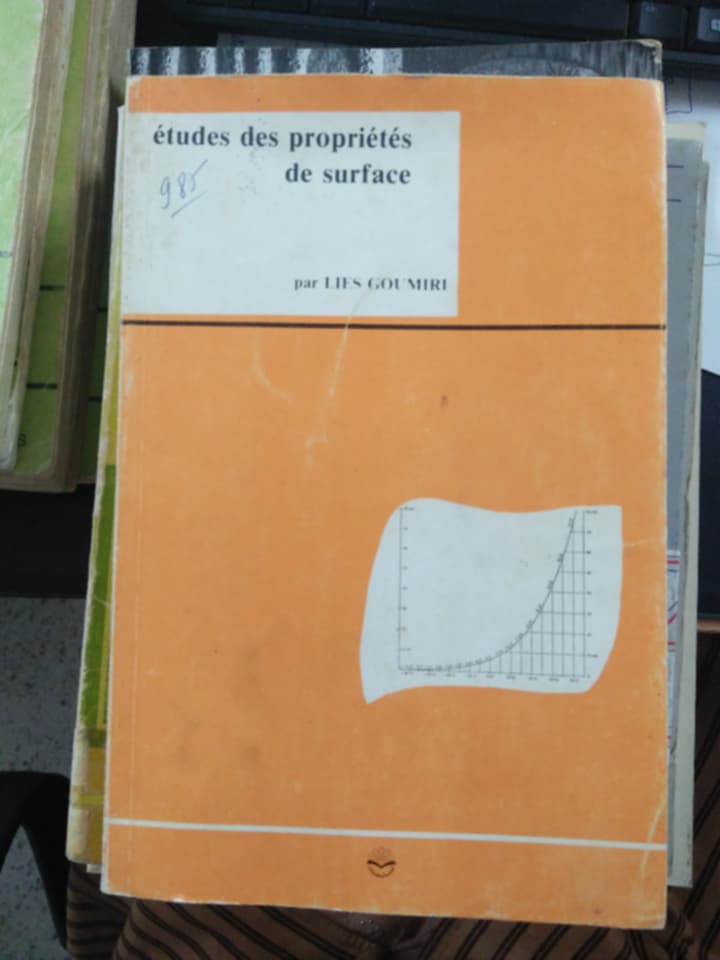 études des propriétés
de surface
985
par LIES GOUMIRI
S